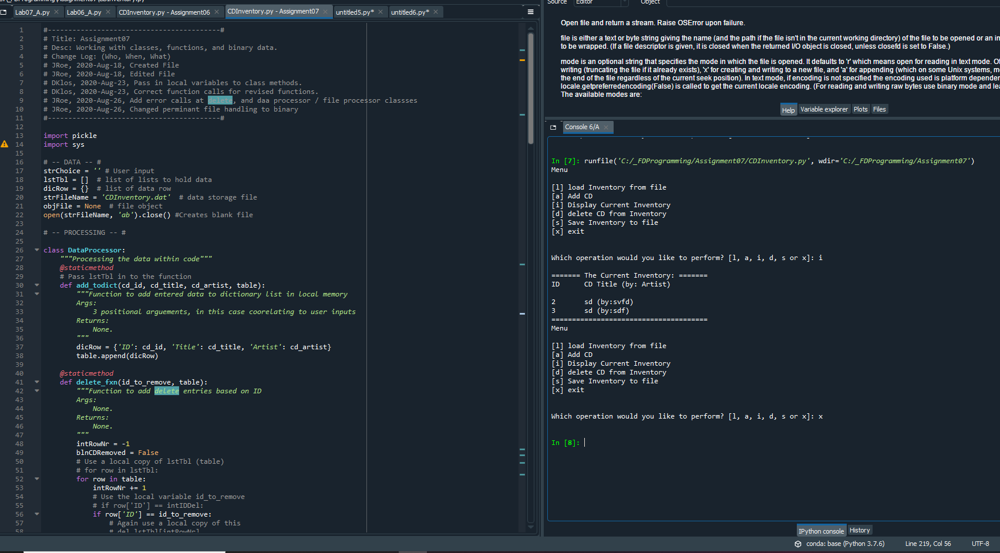 Lab07_A.py
Lab06_A.py
CDInventory.py - Assignment06
CDInventory.py - Assignment07
untitled5.py*
untitled6.py*
1 #------------------------------------------#
2 # Title: Assignment07
3 # Desc: Working with classes, functions, and binary data.
4 # Change Log: (Who, When, What)
5 # JRoe, 2020-Aug-18, Created File
6 # JRoe, 2020-Aug-18, Edited File
7 # DKlos, 2020-Aug-23, Pass in local variables to class methods.
8 # DKlos, 2020-Aug-23, Correct function calls for revised functions.
9 # JRoe, 2020-Aug-26, Add error calls at delete, and daa processor / file processor classses
10 # JRoe, 2020-Aug-26, Changed perminant file handling to binary
11 #------------------------------------------#
12
13 import pickle
14 import sys
15
16 # -- DATA -- #
17 strChoice = '' # User input
18 lstTbl = []  # list of lists to hold data
19 dicRow = {}  # list of data row
20 strFileName = 'CDInventory.dat'  # data storage file
21 objFile = None  # file object
22 open(strFileName, 'ab').close() #Creates blank file
23
24 # -- PROCESSING -- #
25
26 class DataProcessor:
27     """Processing the data within code"""
28     @staticmethod
29     # Pass lstTbl in to the function
30     def add_todict(cd_id, cd_title, cd_artist, table):
31         """Function to add entered data to dictionary list in local memory
32         Args:
33             3 positional arguements, in this case coorelating to user inputs
34         Returns:
35             None.
36         """
37         dicRow = {'ID': cd_id, 'Title': cd_title, 'Artist': cd_artist}
38         table.append(dicRow)
39
40     @staticmethod
41     def delete_fxn(id_to_remove, table):
42         """Function to add delete entries based on ID
43         Args:
44             None.
45         Returns:
46             None.
47         """
48         intRowNr = -1
49         blnCDRemoved = False
50         # Use a local copy of lstTbl (table)
51         # for row in lstTbl:
52         for row in table:
53             intRowNr += 1
54             # Use the local variable id_to_remove
55             # if row['ID'] == intIDDel:
56             if row['ID'] == id_to_remove:
57                 # Again use a local copy of this
58                 # del lstTbl[intRowNr]
Source Editor Object
Open file and return a stream. Raise OSError upon failure.
file is either a text or byte string giving the name (and the path if the file isn't in the current working directory) of the file to be opened or an in
to be wrapped. (If a file descriptor is given, it is closed when the returned I/O object is closed, unless closefd is set to False.)
mode is an optional string that specifies the mode in which the file is opened. It defaults to 'r' which means open for reading in text mode. Ot
writing (truncating the file if it already exists), 'x' for creating and writing to a new file, and 'a' for appending (which on some Unix systems, m
the end of the file regardless of the current seek position). In text mode, if encoding is not specified the encoding used is platform dependen
locale.getpreferredencoding(False) is called to get the current locale encoding. (For reading and writing raw bytes use binary mode and lea
The available modes are:
Help Variable explorer Plots Files
Console 6/A
In [7]: runfile('C:/_FDProgramming/Assignment07/CDInventory.py', wdir='C:/_FDProgramming/Assignment07')
Menu
[l] load Inventory from file
[a] Add CD
[i] Display Current Inventory
[d] delete CD from Inventory
[s] Save Inventory to file
[x] exit
Which operation would you like to perform? [l, a, i, d, s or x]: i
======= The Current Inventory: =======
ID      CD Title (by: Artist)
2       sd (by:svfd)
3       sd (by:sdf)
======================================
Menu
[l] load Inventory from file
[a] Add CD
[i] Display Current Inventory
[d] delete CD from Inventory
[s] Save Inventory to file
[x] exit
Which operation would you like to perform? [l, a, i, d, s or x]: x
In [8]:
IPython console History
conda: base (Python 3.7.6) Line 219, Col 56 UTF-8